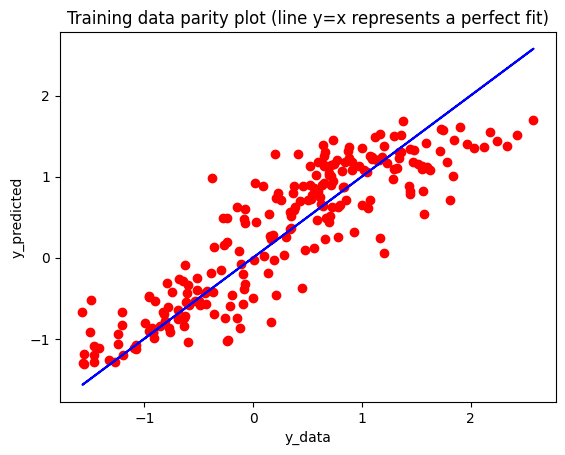 Training data parity plot (line y=x represents a perfect fit)
y_predicted
2
1
0
−1
−1
0
1
2
y_data